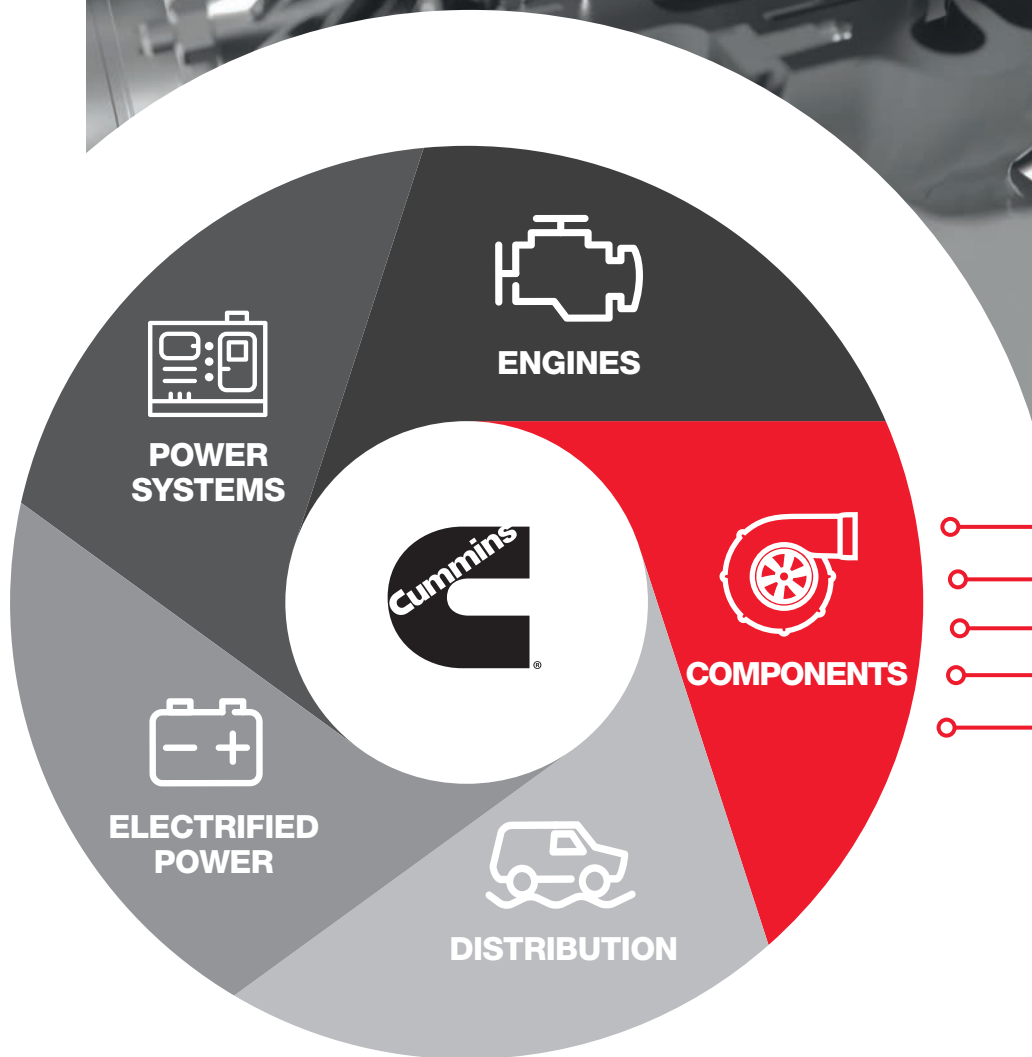 ENGINES
POWER
SYSTEMS
Cummins
®
COMPONENTS
ELECTRIFIED
POWER
DISTRIBUTION